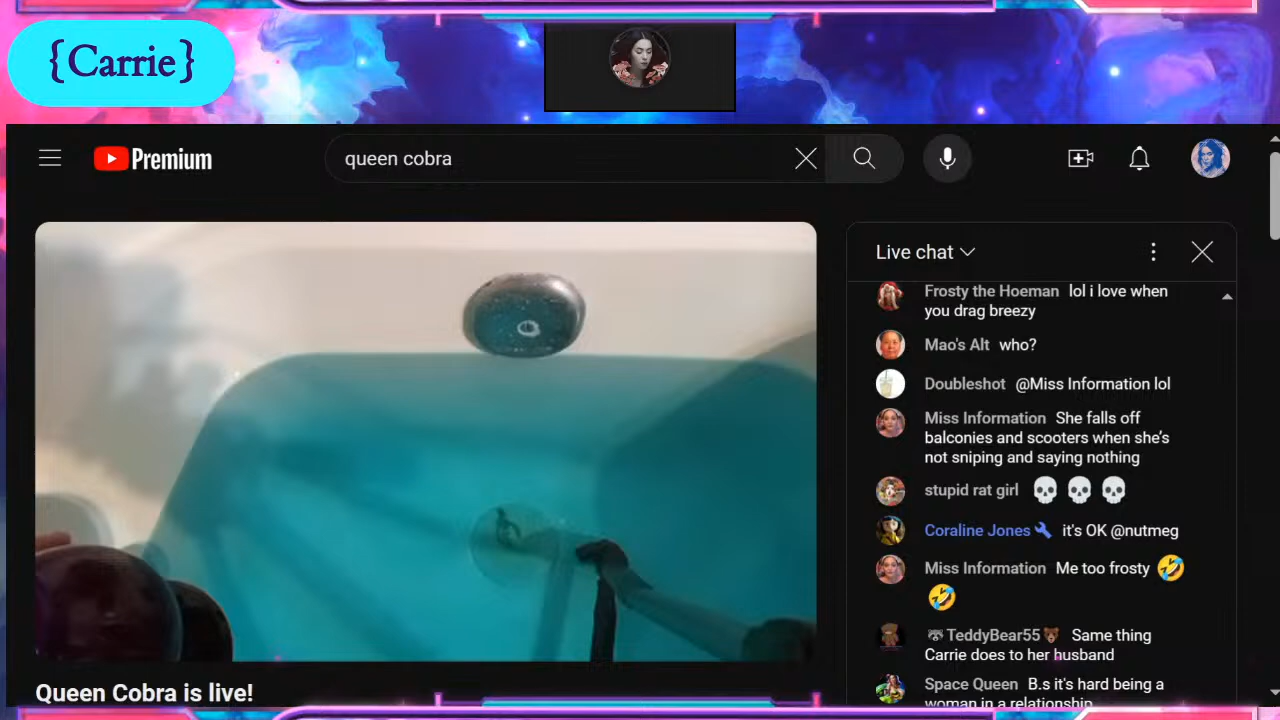 {Carrie}
Premium
queen cobra
Live chat
Frosty the Hoeman lol i love when
you drag breezy
Mao's Alt who?
Doubleshot @Miss Information lol
Miss Information She falls off
balconies and scooters when she's
not sniping and saying nothing
stupid rat girl 💀 💀 💀
Coraline Jones 🔧 it's OK @nutmeg
Miss Information Me too frosty 🤣
🤣
🦝TeddyBear55🐻 Same thing
Carrie does to her husband
Space Queen B.s it's hard being a
woman in a relationship
Queen Cobra is live!